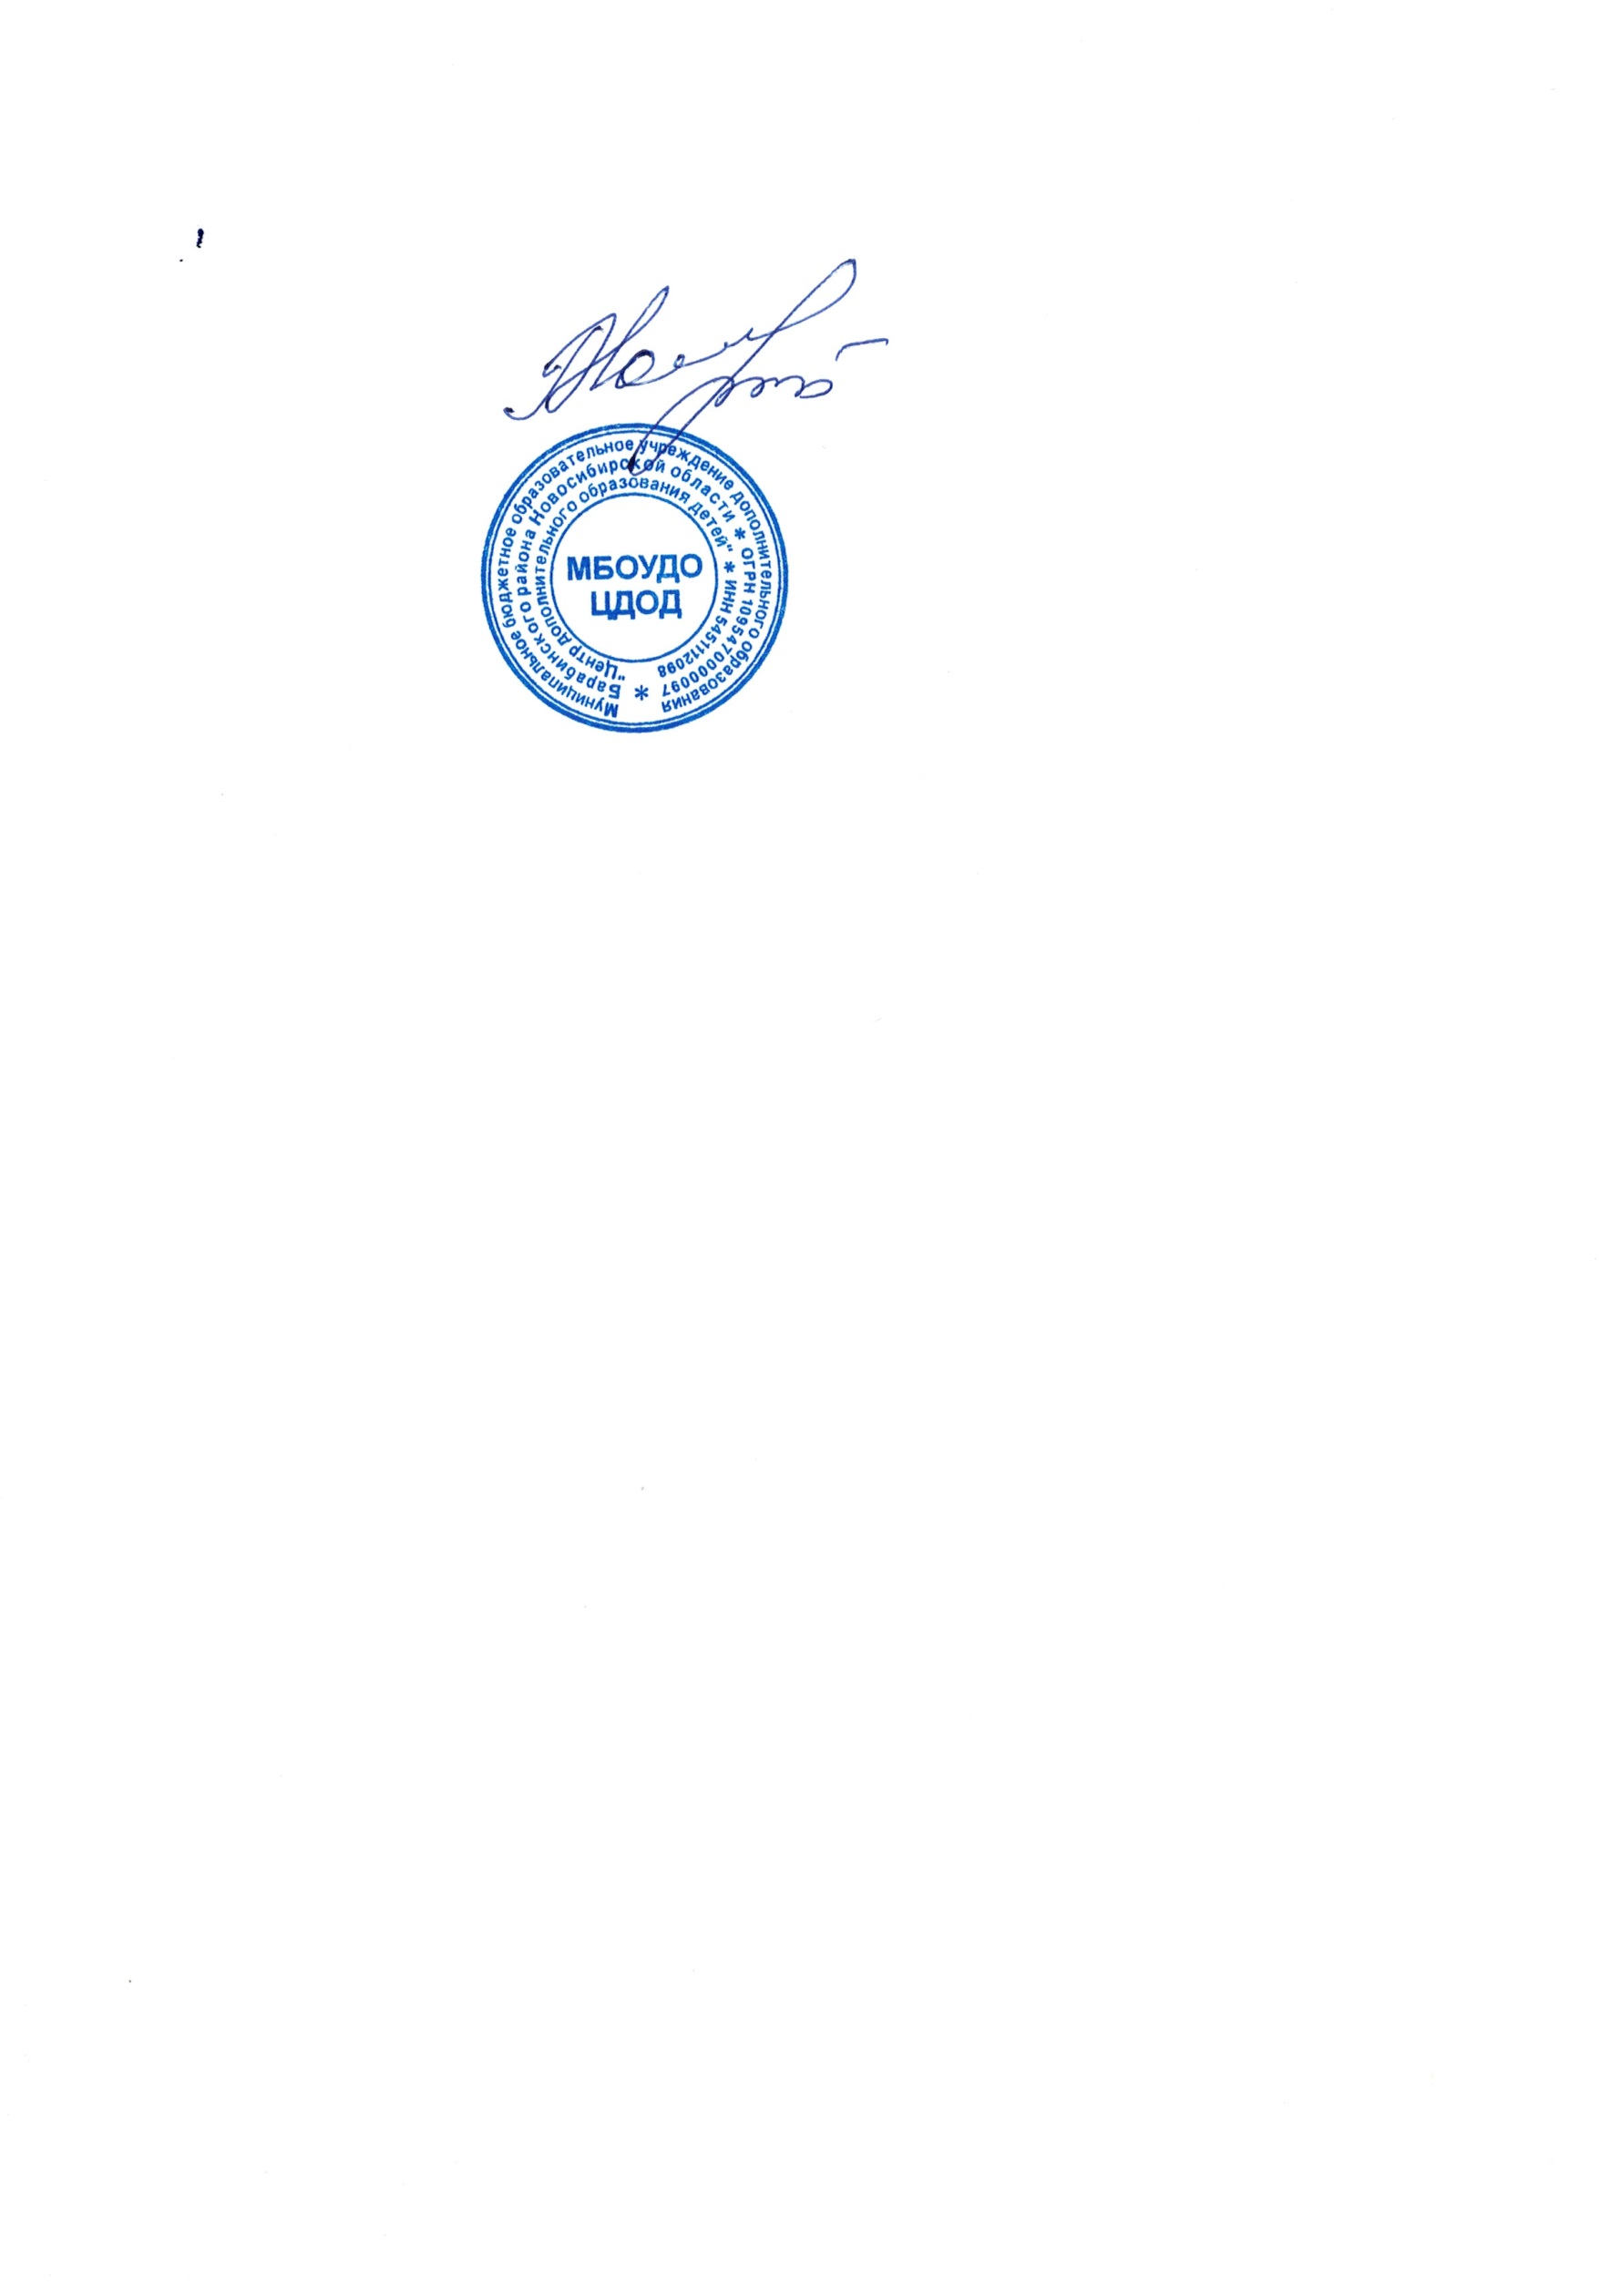 Муниципальное бюджетное образовательное учреждение дополнительного образования
Барабинского района Новосибирской области * ОГРН 1095470000097 *
"Центр дополнительного образования детей" * ИНН 5451112098
МБОУДО
ЦДОД